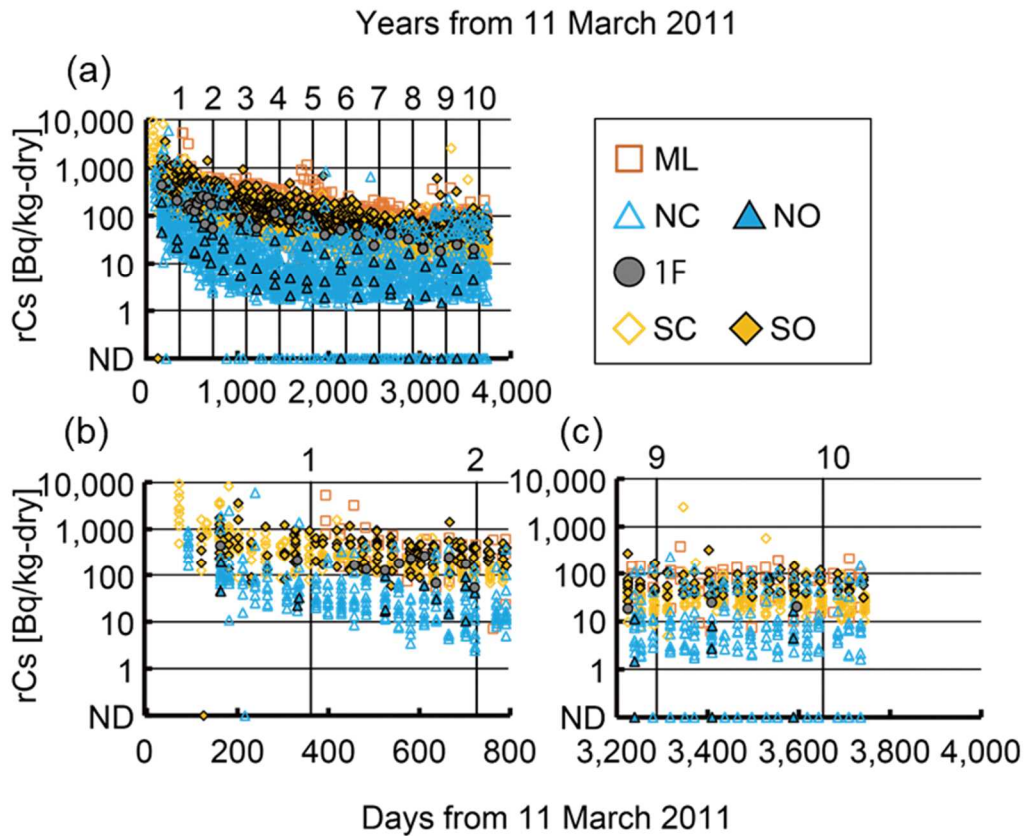 Years from 11 March 2011
(a)
1 2 3 4 5 6 7 8 9 10
rCs [Bq/kg-dry]
10,000
1,000
100
10
1
ND
0 1,000 2,000 3,000 4,000
ML
NC NO
1F
SC SO
(b)
1 2
rCs [Bq/kg-dry]
10,000
1,000
100
10
1
ND
0 200 400 600 800
(c)
9 10
10,000
1,000
100
10
1
ND
3,200 3,400 3,600 3,800 4,000
Days from 11 March 2011